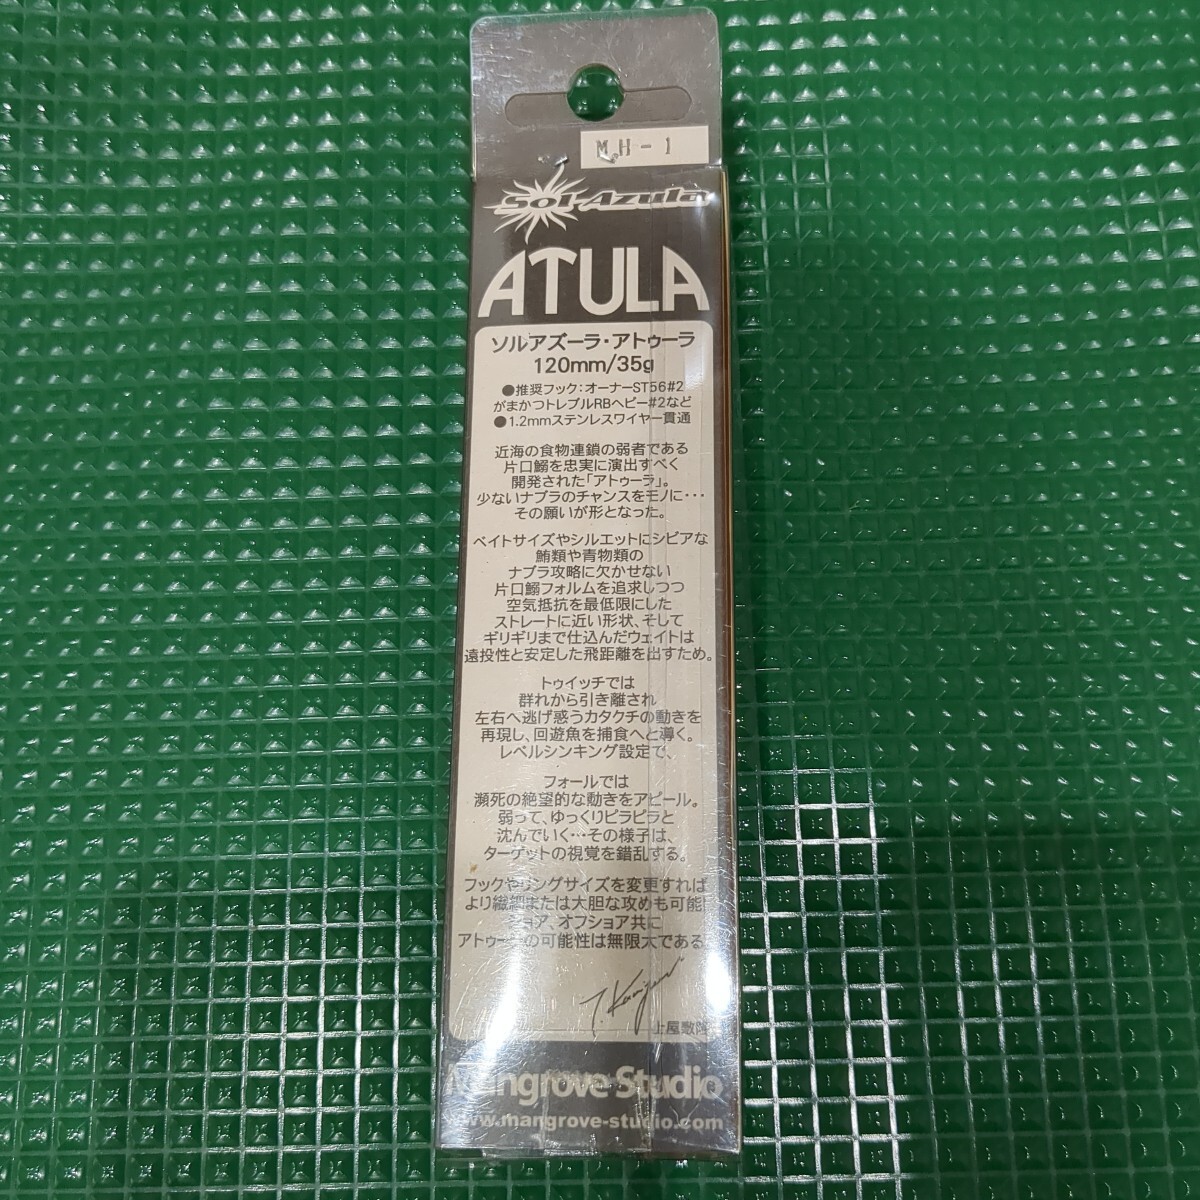 MH-1
Sol-Azula
ATULA
ソルアズーラ・アトゥーラ
120mm/35g
●推奨フック:オーナーST56#2
がまかつトレブルRBヘビー#2など
●1.2mmステンレスワイヤー貫通
近海の食物連鎖の弱者である
片口鰯を忠実に演出すべく
開発された「アトゥーラ」。
少ないナブラのチャンスをモノに・・・
その願いが形となった。
ベイトサイズやシルエットにシビアな
鮪類や青物類の
ナブラ攻略に欠かせない
片口鰯フォルムを追求しつつ
空気抵抗を最低限にした
ストレートに近い形状、そして
ギリギリまで仕込んだウェイトは
遠投性と安定した飛距離を出すため。
トゥイッチでは
群れから引き離され
左右へ逃げ惑うカタクチの動きを
再現し、回遊魚を捕食へと導く。
レベルシンキング設定で、
フォールでは
瀕死の絶望的な動きをアピール。
弱って、ゆっくりピラピラと
沈んでいく…その様子は、
ターゲットの視覚を錯乱する。
フックやリングサイズを変更すれば
より繊細または大胆な攻めも可能!
ショア、オフショア共に
アトゥーラの可能性は無限大である
Mangrove Studio
www.mangrove-studio.com